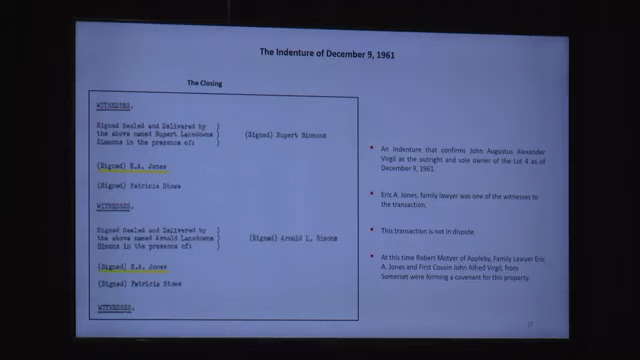 The Indenture of December 9, 1961
The Closing
WITNESSES.
Signed Sealed and Delivered by )
the above named Rupert Lansdowns )
Simmons in the presence of: )
(Signed) Rupert Simmons
(Signed) E.A. Jones
(Signed) Patricia Stowe
WITNESSES.
Signed Sealed and Delivered by )
the above named Arnold Lansdowns )
Simons in the presence of: )
(Signed) Arnold L. Simons
(Signed) E.A. Jones
(Signed) Patricia Stowe
WITNESSES.
• An Indenture that confirms John Augustus Alexander
Virgil as the outright and sole owner of the Lot 4 as of
December 9, 1961.
• Eric A. Jones, family lawyer was one of the witnesses to
the transaction.
• This transaction is not in dispute
• At this time Robert Motyer of Appleby, Family Lawyer Eric
A. Jones and First Cousin John Alfred Virgil, from
Somerset were forming a covenant for this property.
17